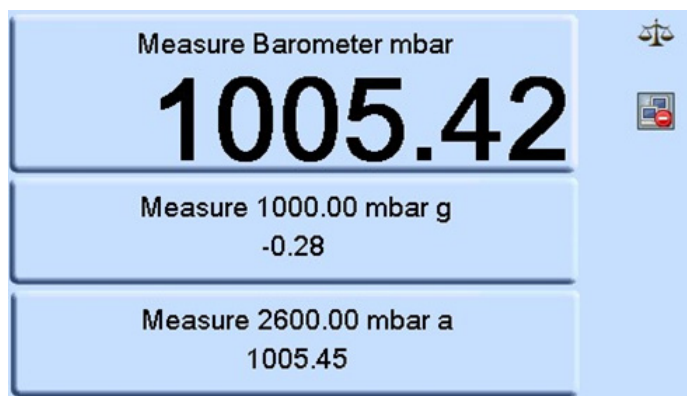 Measure Barometer mbar
1005.42
Measure 1000.00 mbar g
-0.28
Measure 2600.00 mbar a
1005.45